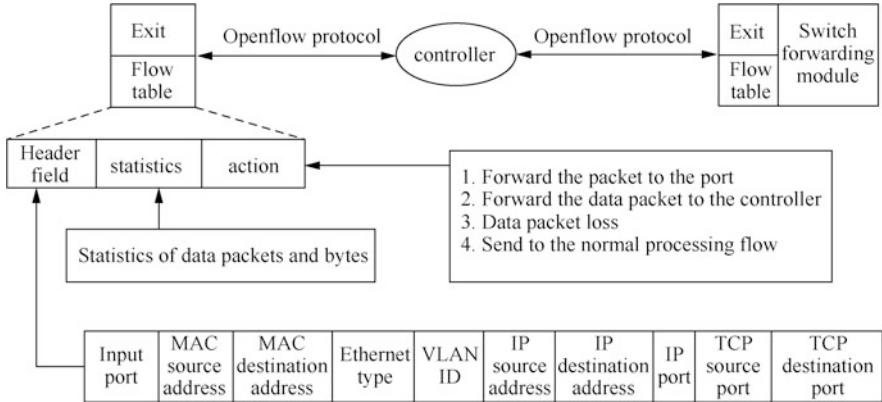 Exit
Flow
table
Openflow protocol
controller
Openflow protocol
Exit
Flow
table
Switch
forwarding
module
Header
field
statistics
action
1. Forward the packet to the port
2. Forward the data packet to the controller
3. Data packet loss
4. Send to the normal processing flow
Statistics of data packets and bytes
Input
port
MAC
source
address
MAC
destination
address
Ethernet
type
VLAN
ID
IP
source
address
IP
destination
address
IP
port
TCP
source
port
TCP
destination
port